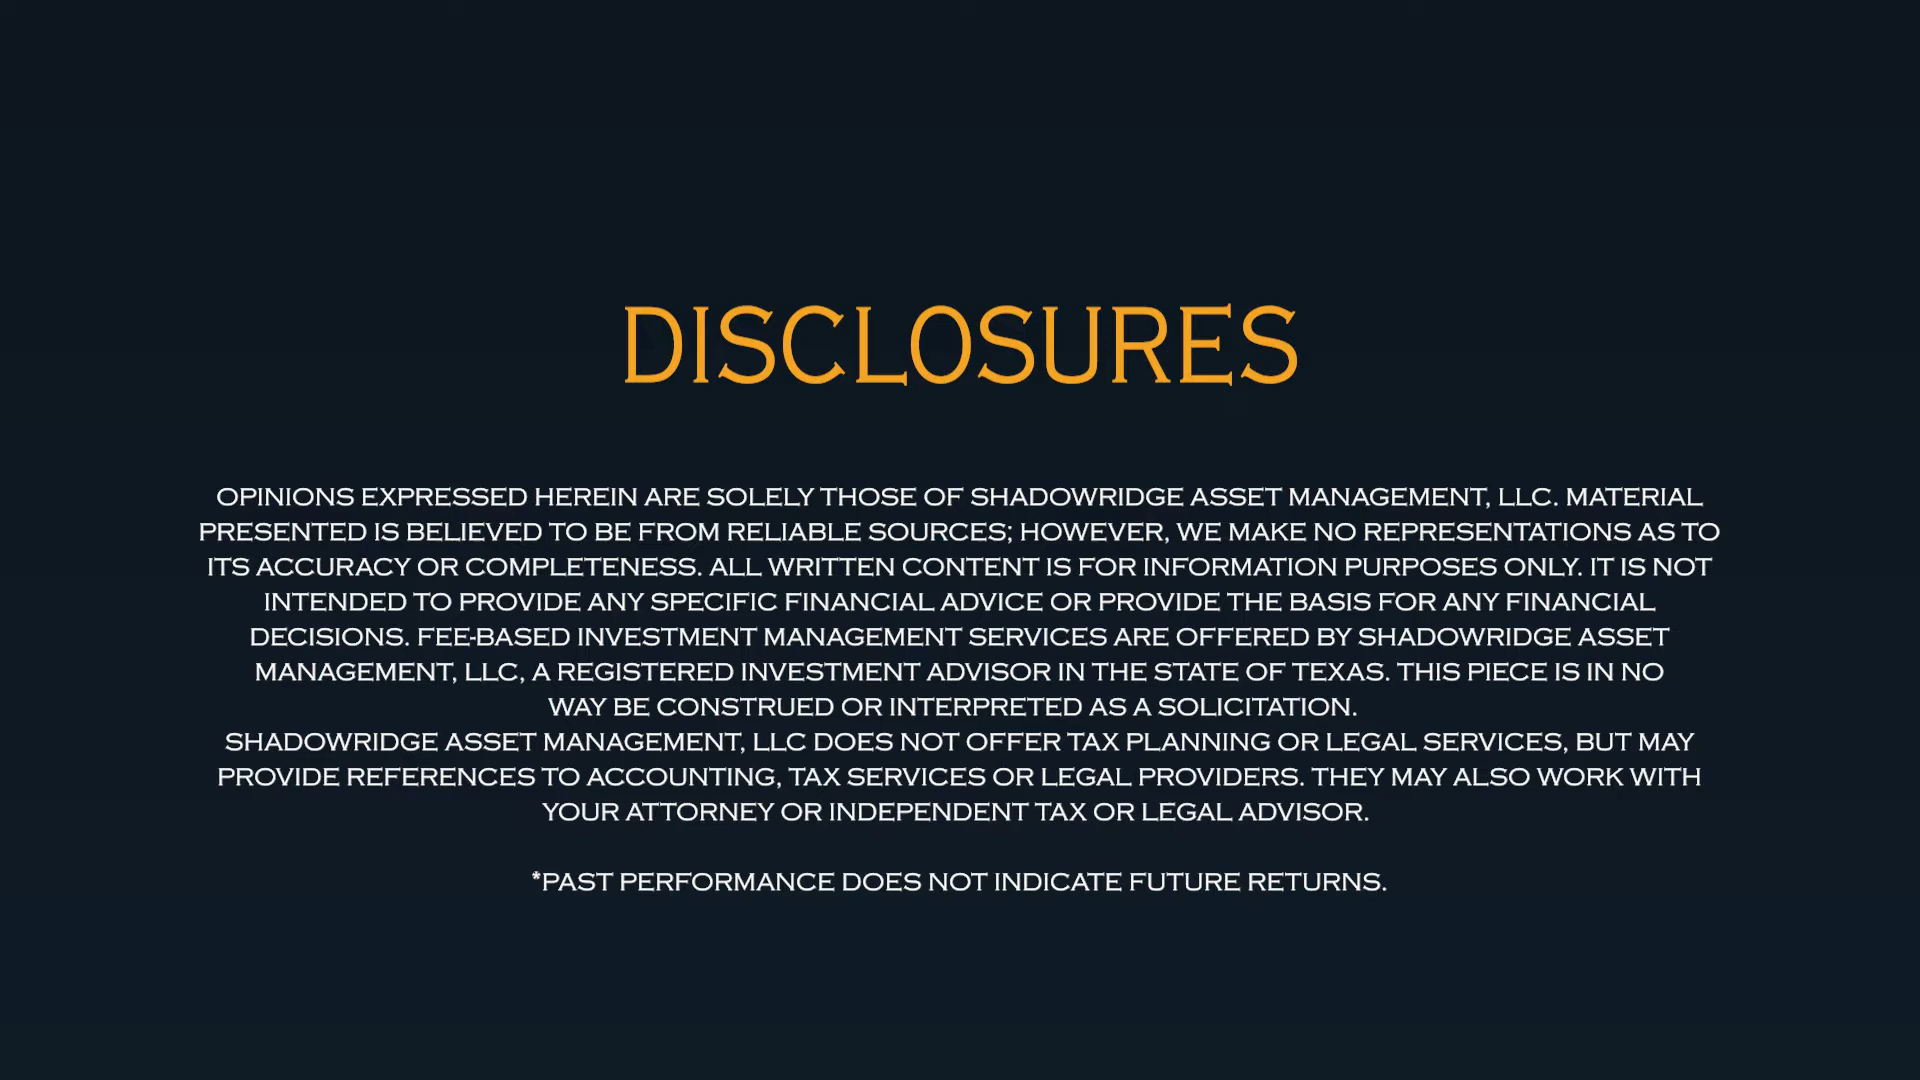 DISCLOSURES
OPINIONS EXPRESSED HEREIN ARE SOLELY THOSE OF SHADOWRIDGE ASSET MANAGEMENT, LLC. MATERIAL
PRESENTED IS BELIEVED TO BE FROM RELIABLE SOURCES; HOWEVER, WE MAKE NO REPRESENTATIONS AS TO
ITS ACCURACY OR COMPLETENESS. ALL WRITTEN CONTENT IS FOR INFORMATION PURPOSES ONLY. IT IS NOT
INTENDED TO PROVIDE ANY SPECIFIC FINANCIAL ADVICE OR PROVIDE THE BASIS FOR ANY FINANCIAL
DECISIONS. FEE-BASED INVESTMENT MANAGEMENT SERVICES ARE OFFERED BY SHADOWRIDGE ASSET
MANAGEMENT, LLC, A REGISTERED INVESTMENT ADVISOR IN THE STATE OF TEXAS. THIS PIECE IS IN NO
WAY BE CONSTRUED OR INTERPRETED AS A SOLICITATION.
SHADOWRIDGE ASSET MANAGEMENT, LLC DOES NOT OFFER TAX PLANNING OR LEGAL SERVICES, BUT MAY
PROVIDE REFERENCES TO ACCOUNTING, TAX SERVICES OR LEGAL PROVIDERS. THEY MAY ALSO WORK WITH
YOUR ATTORNEY OR INDEPENDENT TAX OR LEGAL ADVISOR.
*PAST PERFORMANCE DOES NOT INDICATE FUTURE RETURNS.